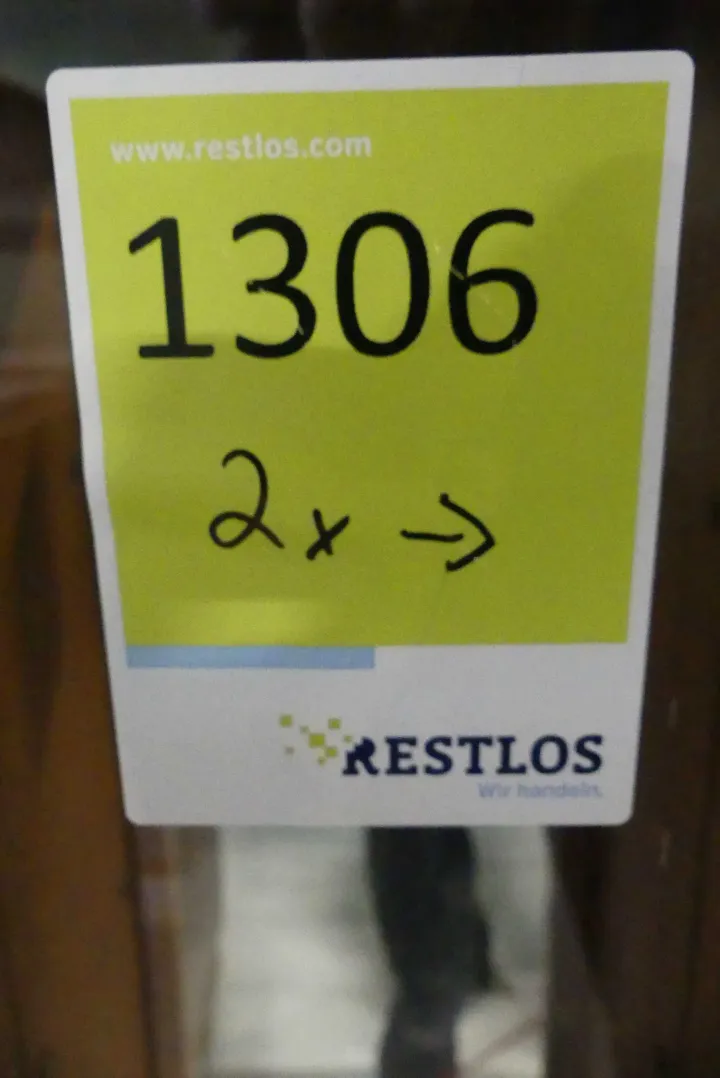 www.restlos.com
1306
2x →
RESTLOS
Wir handeln.